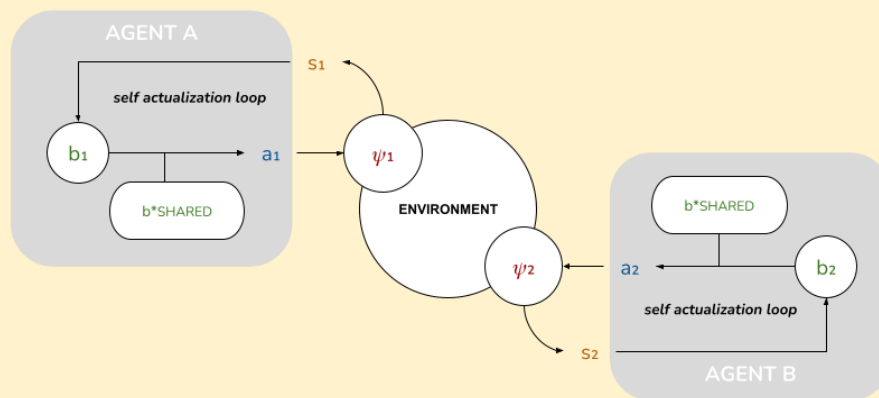 AGENT A
s1
self actualization loop
b1
a1
ψ1
b*SHARED
ENVIRONMENT
b*SHARED
ψ2
a2
b2
self actualization loop
s2
AGENT B